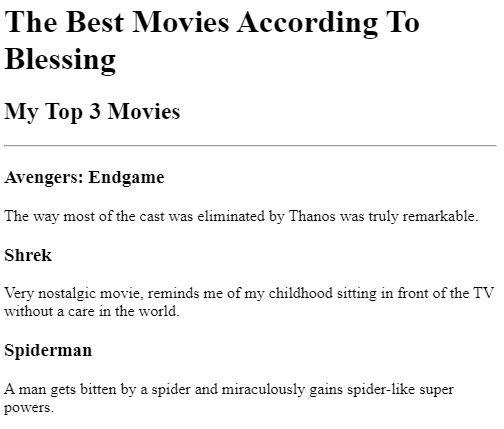 The Best Movies According To
Blessing
My Top 3 Movies
Avengers: Endgame
The way most of the cast was eliminated by Thanos was truly remarkable.
Shrek
Very nostalgic movie, reminds me of my childhood sitting in front of the TV
without a care in the world.
Spiderman
A man gets bitten by a spider and miraculously gains spider-like super
powers.